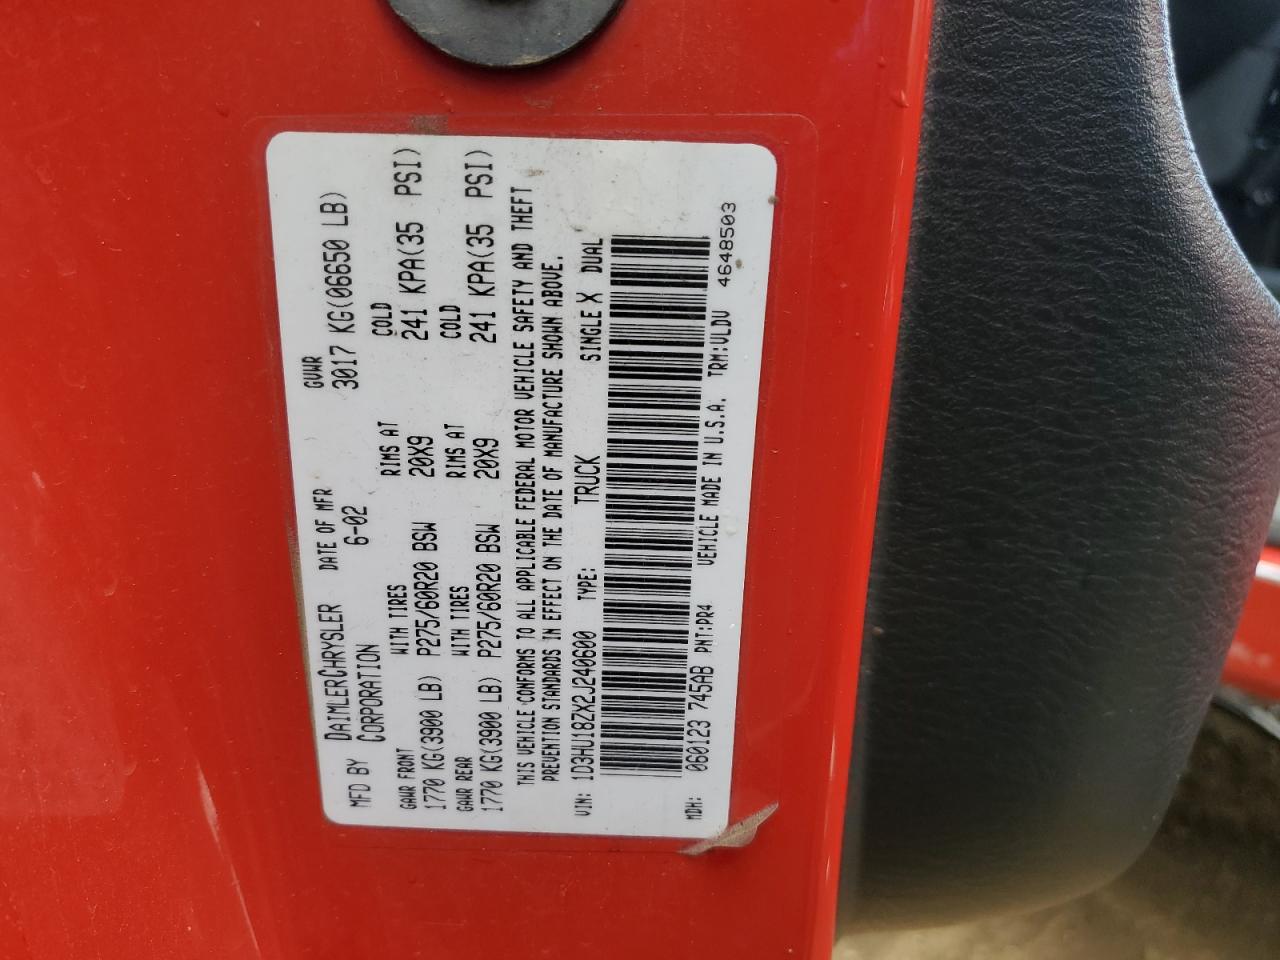 MFD BY DAIMLERCHRYSLER CORPORATION DATE OF MFR 6-02 GVWR 3017 KG(06650 LB)
GAWR FRONT WITH TIRES RIMS AT COLD
1770 KG(3900 LB) P275/60R20 BSW 20X9 241 KPA(35 PSI)
GAWR REAR WITH TIRES RIMS AT COLD
1770 KG(3900 LB) P275/60R20 BSW 20X9 241 KPA(35 PSI)
THIS VEHICLE CONFORMS TO ALL APPLICABLE FEDERAL MOTOR VEHICLE SAFETY AND THEFT
PREVENTION STANDARDS IN EFFECT ON THE DATE OF MANUFACTURE SHOWN ABOVE.
VIN: 1D3HU18ZX2J240600 TYPE: TRUCK SINGLE X DUAL
MDH: 060123 745AB PNT:PR4 VEHICLE MADE IN U.S.A. TRM:VLDV 4648503